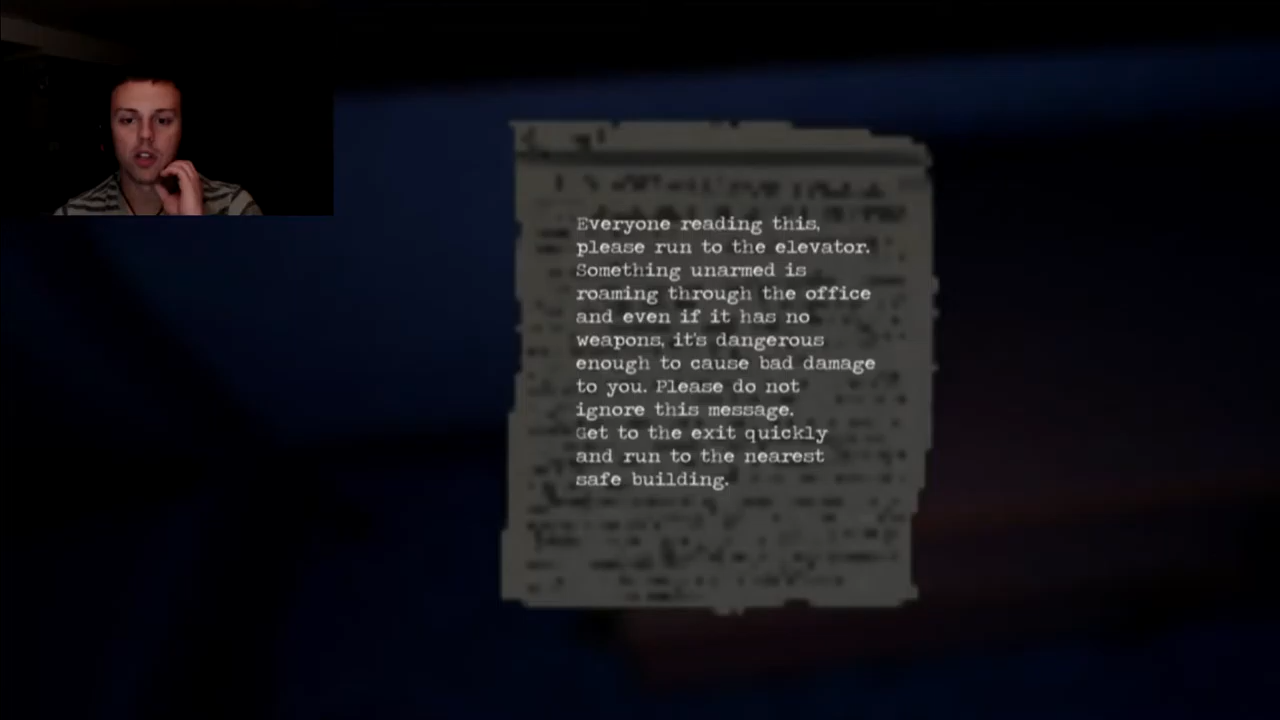 Everyone reading this,
please run to the elevator.
Something unarmed is
roaming through the office
and even if it has no
weapons, it's dangerous
enough to cause bad damage
to you. Please do not
ignore this message.
Get to the exit quickly
and run to the nearest
safe building.